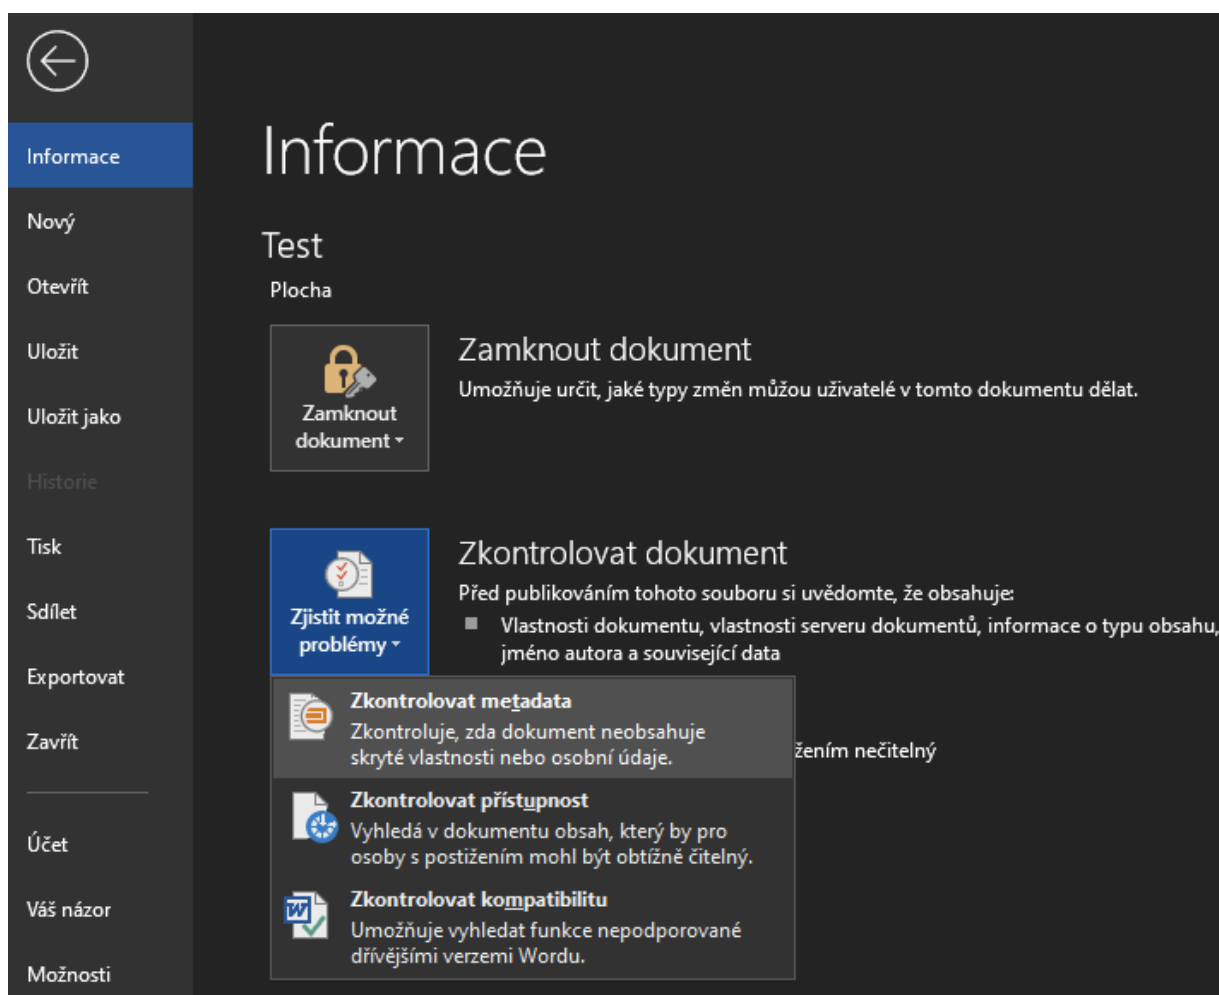 Informace
Nový
Otevřít
Uložit
Uložit jako
Historie
Tisk
Sdílet
Exportovat
Zavřít
Účet
Váš názor
Možnosti
Informace
Test
Plocha
Zamknout
dokument
Zamknout dokument
Umožňuje určit, jaké typy změn můžou uživatelé v tomto dokumentu dělat.
Zjistit možné
problémy
Zkontrolovat dokument
Před publikováním tohoto souboru si uvědomte, že obsahuje:
Vlastnosti dokumentu, vlastnosti serveru dokumentů, informace o typu obsahu,
jméno autora a související data
žením nečitelný
Zkontrolovat metadata
Zkontroluje, zda dokument neobsahuje
skryté vlastnosti nebo osobní údaje.
Zkontrolovat přístupnost
Vyhledá v dokumentu obsah, který by pro
osoby s postižením mohl být obtížně čitelný.
Zkontrolovat kompatibilitu
Umožňuje vyhledat funkce nepodporované
dřívějšími verzemi Wordu.